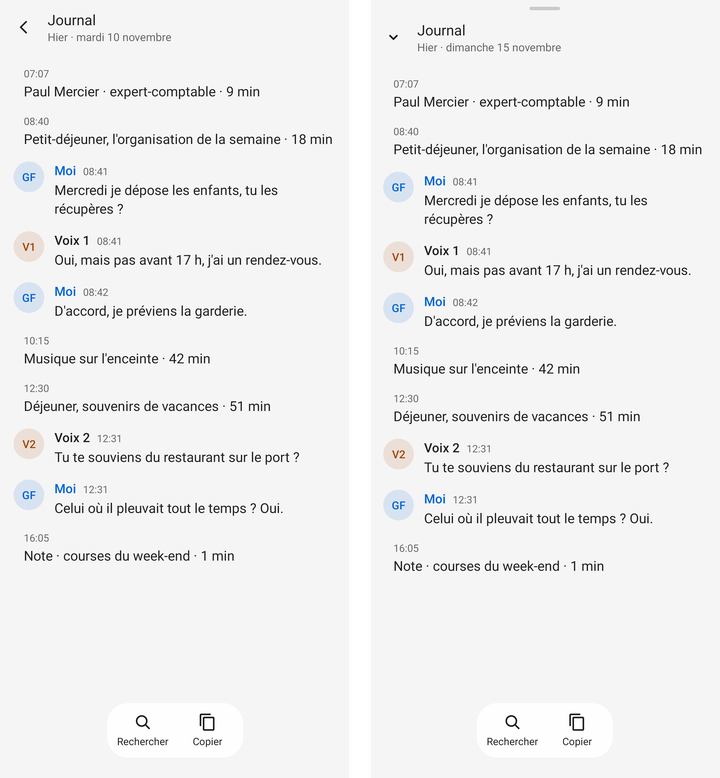 Journal
Hier · mardi 10 novembre
07:07
Paul Mercier · expert-comptable · 9 min
08:40
Petit-déjeuner, l'organisation de la semaine · 18 min
GF
Moi 08:41
Mercredi je dépose les enfants, tu les
récupères ?
V1
Voix 1 08:41
Oui, mais pas avant 17 h, j'ai un rendez-vous.
GF
Moi 08:42
D'accord, je préviens la garderie.
10:15
Musique sur l'enceinte · 42 min
12:30
Déjeuner, souvenirs de vacances · 51 min
V2
Voix 2 12:31
Tu te souviens du restaurant sur le port ?
GF
Moi 12:31
Celui où il pleuvait tout le temps ? Oui.
16:05
Note · courses du week-end · 1 min
Rechercher
Copier
Journal
Hier · dimanche 15 novembre
07:07
Paul Mercier · expert-comptable · 9 min
08:40
Petit-déjeuner, l'organisation de la semaine · 18 min
GF
Moi 08:41
Mercredi je dépose les enfants, tu les
récupères ?
V1
Voix 1 08:41
Oui, mais pas avant 17 h, j'ai un rendez-vous.
GF
Moi 08:42
D'accord, je préviens la garderie.
10:15
Musique sur l'enceinte · 42 min
12:30
Déjeuner, souvenirs de vacances · 51 min
V2
Voix 2 12:31
Tu te souviens du restaurant sur le port ?
GF
Moi 12:31
Celui où il pleuvait tout le temps ? Oui.
16:05
Note · courses du week-end · 1 min
Rechercher
Copier